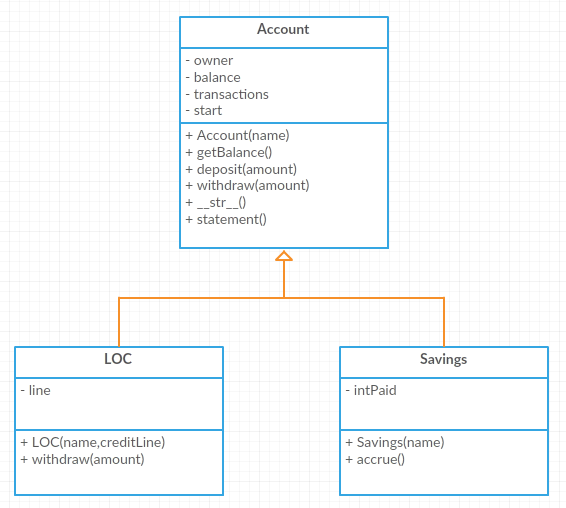 Account
- owner
- balance
- transactions
- start
+ Account(name)
+ getBalance()
+ deposit(amount)
+ withdraw(amount)
+ __str__()
+ statement()
LOC
- line
+ LOC(name,creditLine)
+ withdraw(amount)
Savings
- intPaid
+ Savings(name)
+ accrue()